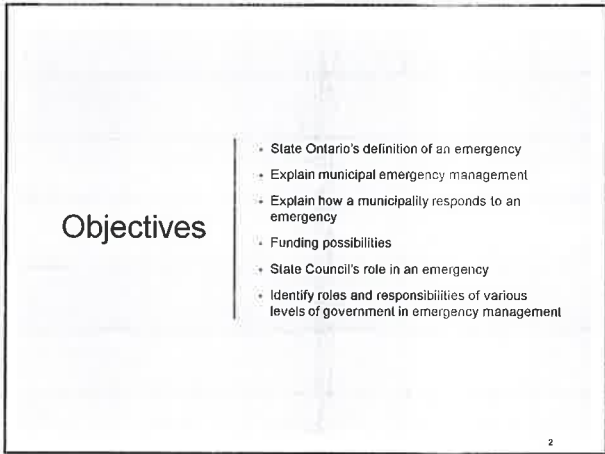 Objectives
• State Ontario's definition of an emergency
• Explain municipal emergency management
• Explain how a municipality responds to an
emergency
• Funding possibilities
• State Council's role in an emergency
• Identify roles and responsibilities of various
levels of government in emergency management
2